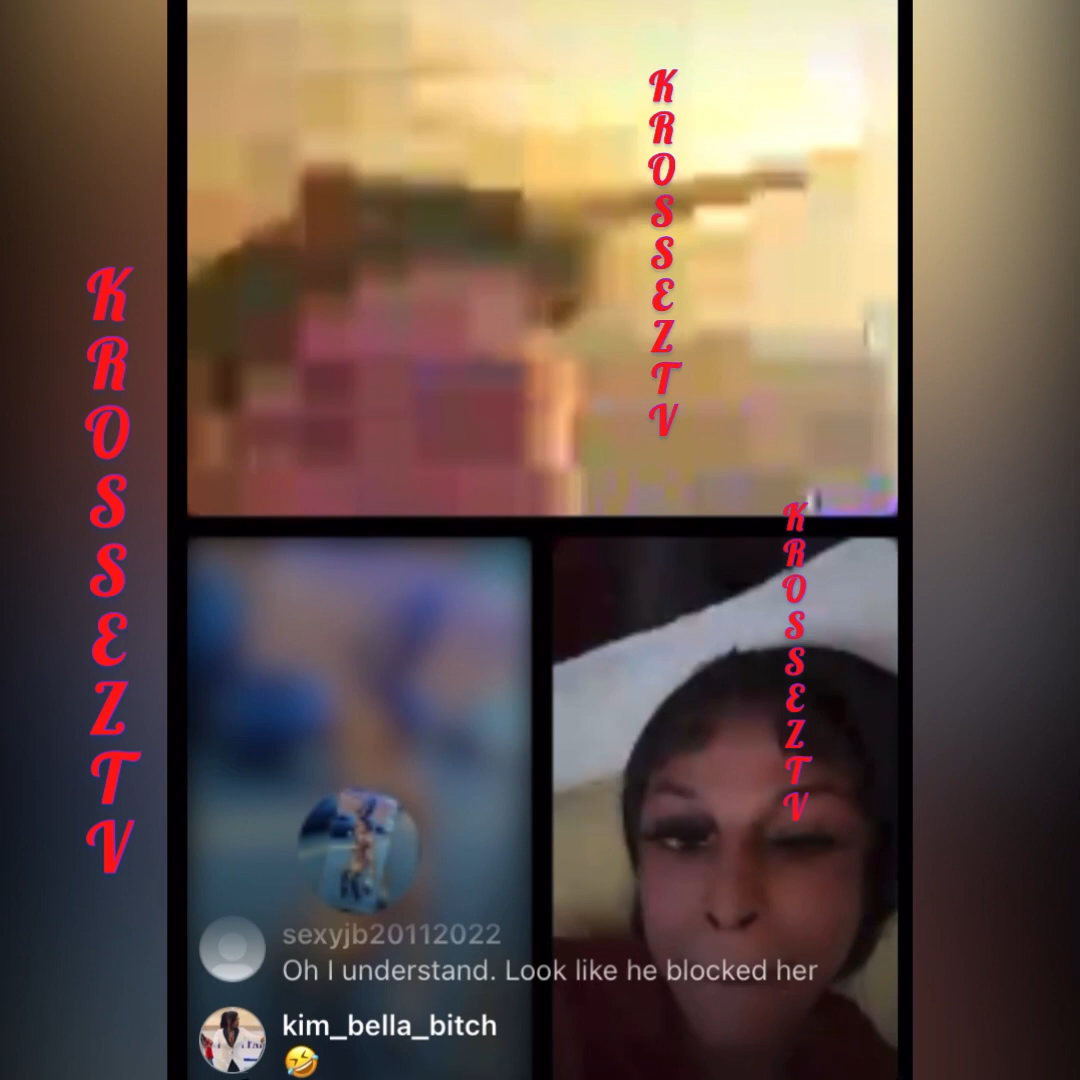 KROSSEZTV
KROSSEZTV
KROSSEZTV
sexyjb20112022
Oh I understand. Look like he blocked her
kim_bella_bitch
🤣